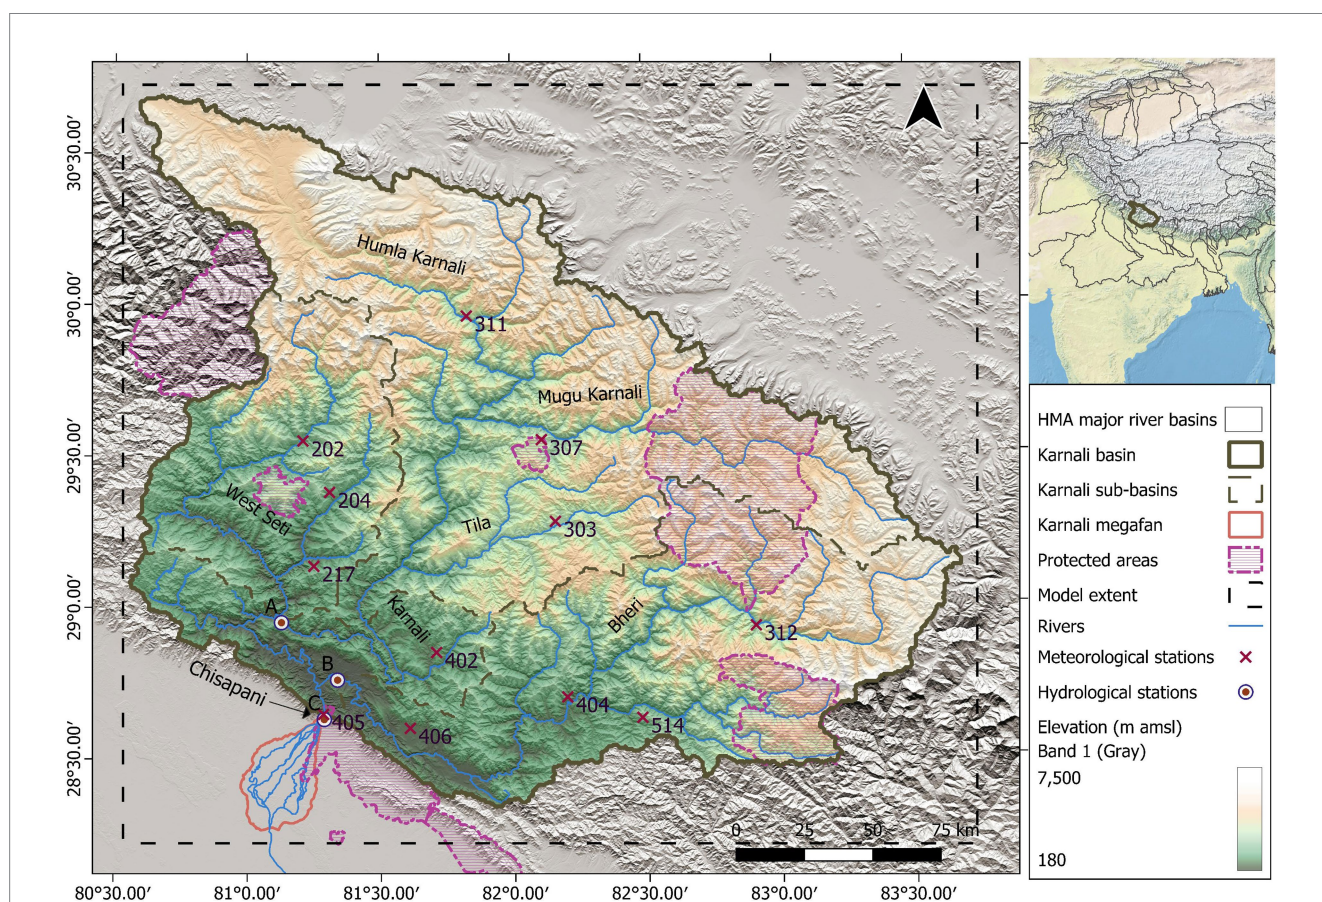 30°30.00′
30°00.00′
29°30.00′
29°00.00′
28°30.00′
Humla Karnali
311
Mugu Karnali
202
307
204
West Seti
Tila
303
217
A
Karnali
Bheri
312
402
B
Chisapani
C
405
404
406
514
0 25 50 75 km
80°30.00′ 81°0.00′ 81°30.00′ 82°0.00′ 82°30.00′ 83°0.00′ 83°30.00′
HMA major river basins
Karnali basin
Karnali sub-basins
Karnali megafan
Protected areas
Model extent
Rivers
Meteorological stations
Hydrological stations
Elevation (m amsl)
Band 1 (Gray)
7,500
180